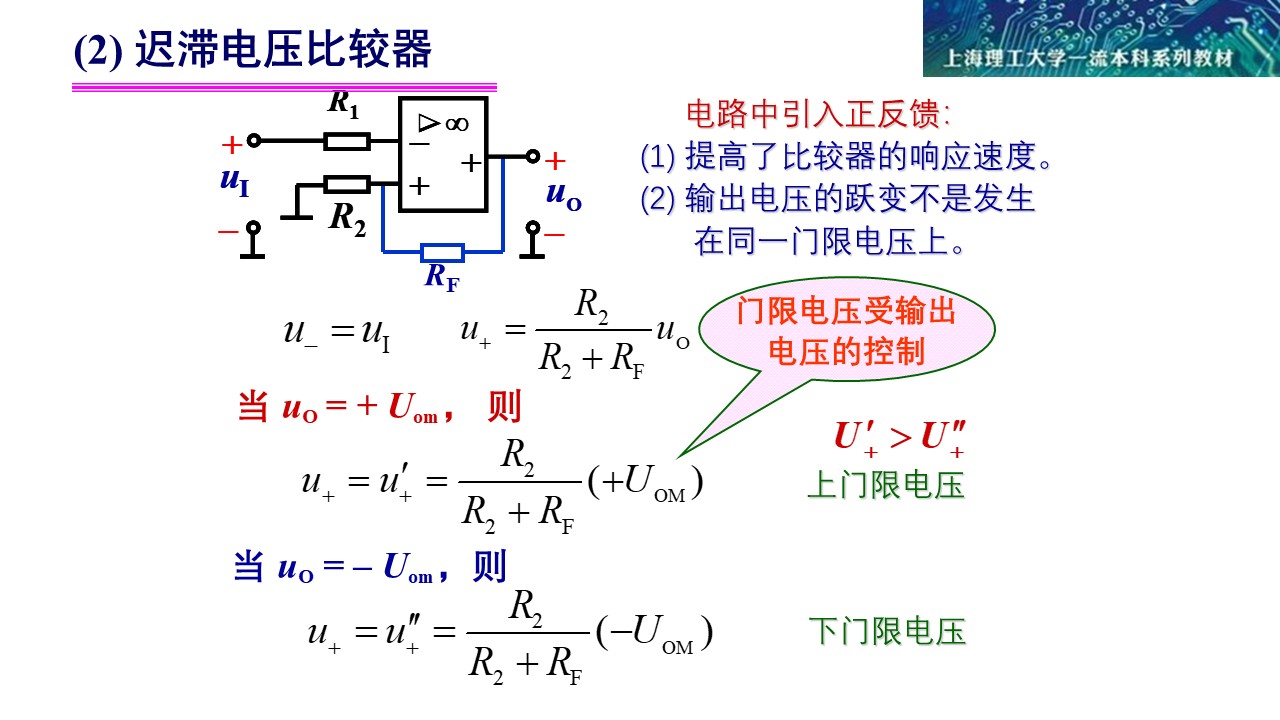 (2) 迟滞电压比较器
上海理工大学一流本科系列教材
R₁
▷∞
−
+
+
+
uI
−
R₂
+
uO
−
RF
电路中引入正反馈:
(1) 提高了比较器的响应速度。
(2) 输出电压的跃变不是发生
在同一门限电压上。
u₋ = uI
u₊ = R₂ / (R₂ + RF) uO
门限电压受输出
电压的控制
当 uO = + Uom， 则
U′₊ > U″₊
u₊ = u′₊ = R₂ / (R₂ + RF) (+UOM)
上门限电压
当 uO = – Uom，则
u₊ = u″₊ = R₂ / (R₂ + RF) (−UOM)
下门限电压